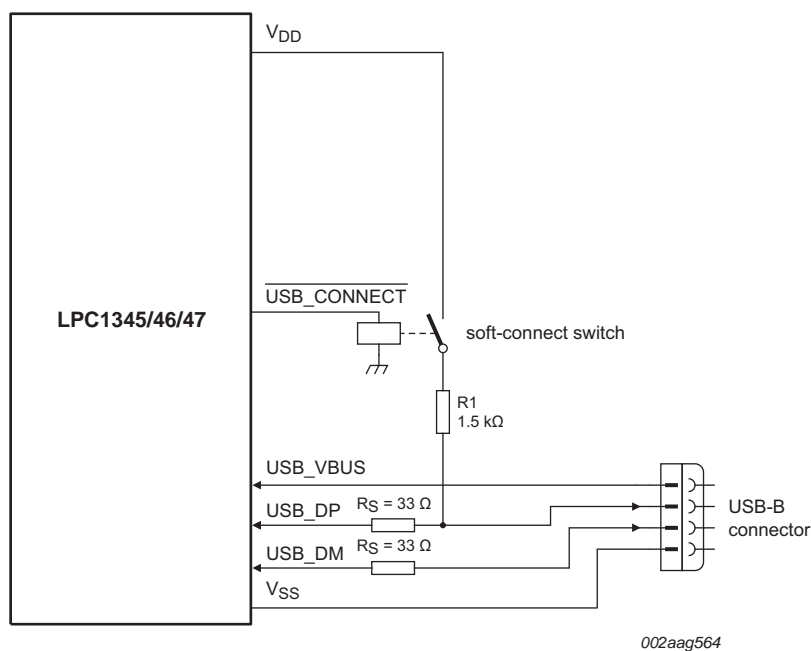 VDD
USB_CONNECT
LPC1345/46/47
soft-connect switch
R1
1.5 kΩ
USB_VBUS
USB_DP
RS = 33 Ω
USB-B
connector
USB_DM
RS = 33 Ω
VSS
002aag564